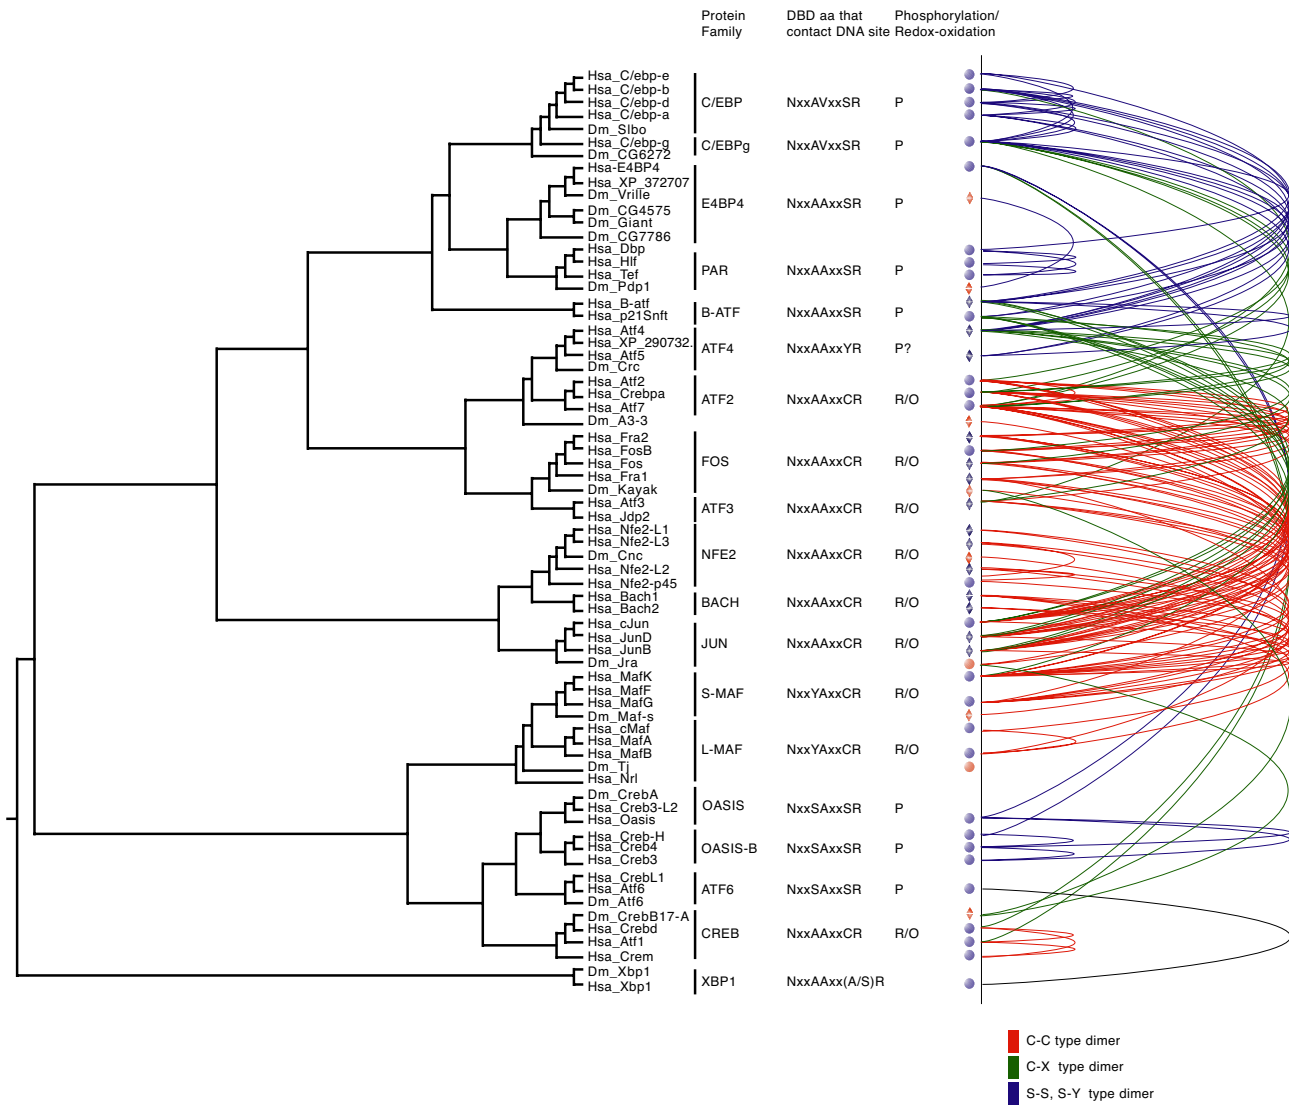 Protein Family
DBD aa that contact DNA site
Phosphorylation/ Redox-oxidation
Hsa_C/ebp-e
Hsa_C/ebp-b
Hsa_C/ebp-d
Hsa_C/ebp-a
Dm_Slbo
C/EBP NxxAVxxSR P
Hsa_C/ebp-g
Dm_CG6272
C/EBPg NxxAVxxSR P
Hsa-E4BP4
Hsa_XP_372707
Dm_Vrille
Dm_CG4575
Dm_Giant
Dm_CG7786
E4BP4 NxxAAxxSR P
Hsa_Dbp
Hsa_Hlf
Hsa_Tef
Dm_Pdp1
PAR NxxAAxxSR P
Hsa_B-atf
Hsa_p21Snft
B-ATF NxxAAxxSR P
Hsa_Atf4
Hsa_XP_290732.
Hsa_Atf5
Dm_Crc
ATF4 NxxAAxxYR P?
Hsa_Atf2
Hsa_Crebpa
Hsa_Atf7
Dm_A3-3
ATF2 NxxAAxxCR R/O
Hsa_Fra2
Hsa_FosB
Hsa_Fos
Hsa_Fra1
Dm_Kayak
FOS NxxAAxxCR R/O
Hsa_Atf3
Hsa_Jdp2
ATF3 NxxAAxxCR R/O
Hsa_Nfe2-L1
Hsa_Nfe2-L3
Dm_Cnc
Hsa_Nfe2-L2
Hsa_Nfe2-p45
NFE2 NxxAAxxCR R/O
Hsa_Bach1
Hsa_Bach2
BACH NxxAAxxCR R/O
Hsa_cJun
Hsa_JunD
Hsa_JunB
Dm_Jra
JUN NxxAAxxCR R/O
Hsa_MafK
Hsa_MafF
Hsa_MafG
Dm_Maf-s
S-MAF NxxYAxxCR R/O
Hsa_cMaf
Hsa_MafA
Hsa_MafB
Dm_Tj
Hsa_Nrl
L-MAF NxxYAxxCR R/O
Dm_CrebA
Hsa_Creb3-L2
Hsa_Oasis
OASIS NxxSAxxSR P
Hsa_Creb-H
Hsa_Creb4
Hsa_Creb3
OASIS-B NxxSAxxSR P
Hsa_CrebL1
Hsa_Atf6
Dm_Atf6
ATF6 NxxSAxxSR P
Dm_CrebB17-A
Hsa_Crebd
Hsa_Atf1
Hsa_Crem
CREB NxxAAxxCR R/O
Dm_Xbp1
Hsa_Xbp1
XBP1 NxxAAxx(A/S)R
C-C type dimer
C-X type dimer
S-S, S-Y type dimer